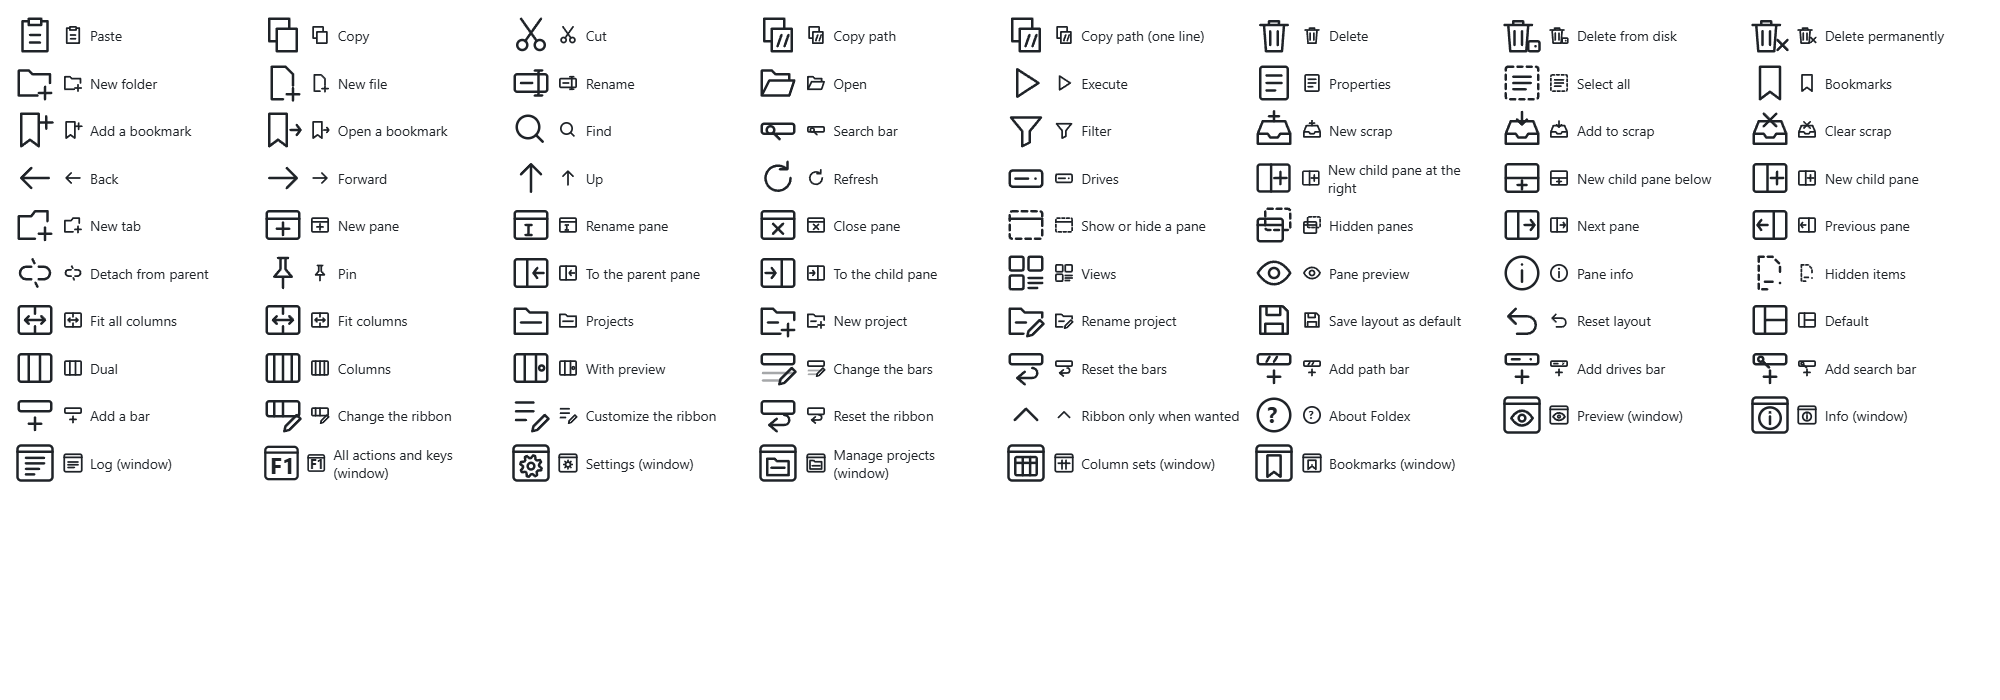 Paste
Copy
Cut
Copy path
Copy path (one line)
Delete
Delete from disk
Delete permanently
New folder
New file
Rename
Open
Execute
Properties
Select all
Bookmarks
Add a bookmark
Open a bookmark
Find
Search bar
Filter
New scrap
Add to scrap
Clear scrap
Back
Forward
Up
Refresh
Drives
New child pane at the
right
New child pane below
New child pane
New tab
New pane
Rename pane
Close pane
Show or hide a pane
Hidden panes
Next pane
Previous pane
Detach from parent
Pin
To the parent pane
To the child pane
Views
Pane preview
Pane info
Hidden items
Fit all columns
Fit columns
Projects
New project
Rename project
Save layout as default
Reset layout
Default
Dual
Columns
With preview
Change the bars
Reset the bars
Add path bar
Add drives bar
Add search bar
Add a bar
Change the ribbon
Customize the ribbon
Reset the ribbon
Ribbon only when wanted
? ? About Foldex
Preview (window)
Info (window)
Log (window)
F1 F1 All actions and keys
(window)
Settings (window)
Manage projects
(window)
Column sets (window)
Bookmarks (window)